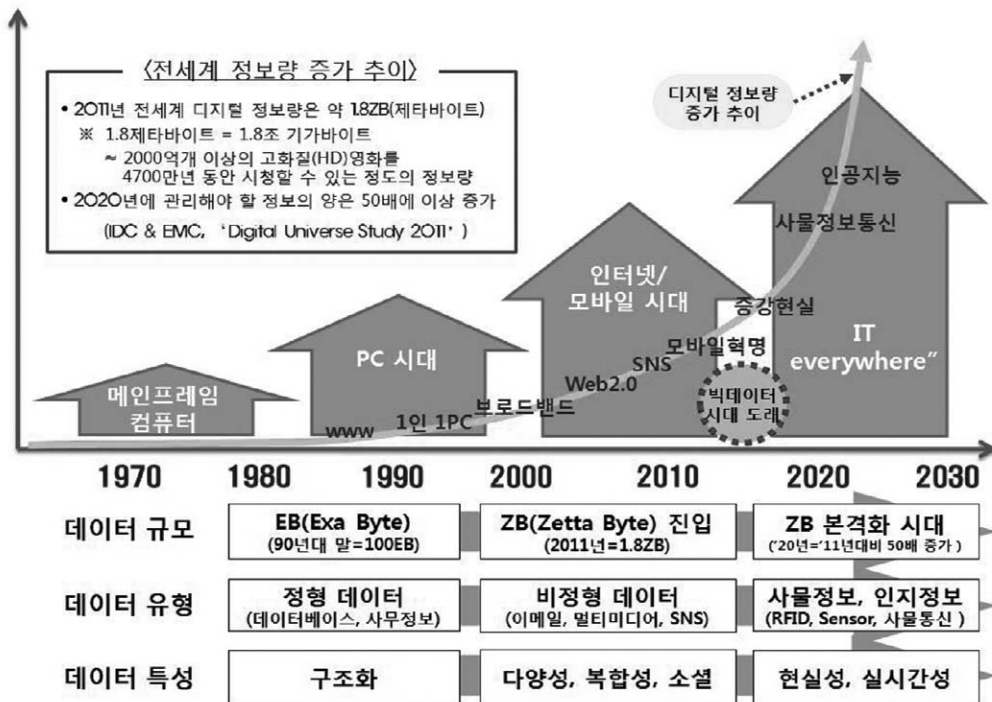 〈전세계 정보량 증가 추이〉
• 2011년 전세계 디지털 정보량은 약 1.8ZB(제타바이트)
※ 1.8제타바이트 = 1.8조 기가바이트
~ 2000억개 이상의 고화질(HD)영화를
4700만년 동안 시청할 수 있는 정도의 정보량
• 2020년에 관리해야 할 정보의 양은 50배에 이상 증가
(IDC & EMC, ‘Digital Universe Study 2011’ )
디지털 정보량
증가 추이
인공지능
사물정보통신
인터넷/
모바일 시대
증강현실
IT
everywhere”
PC 시대
모바일혁명
SNS
Web2.0
빅데이터
시대 도래
메인프레임
컴퓨터
브로드밴드
1인 1PC
www
1970 1980 1990 2000 2010 2020 2030
데이터 규모
EB(Exa Byte)
(90년대 말=100EB)
ZB(Zetta Byte) 진입
(2011년=1.8ZB)
ZB 본격화 시대
(‘20년=‘11년대비 50배 증가 )
데이터 유형
정형 데이터
(데이터베이스, 사무정보)
비정형 데이터
(이메일, 멀티미디어, SNS)
사물정보, 인지정보
(RFID, Sensor, 사물통신 )
데이터 특성
구조화
다양성, 복합성, 소셜
현실성, 실시간성